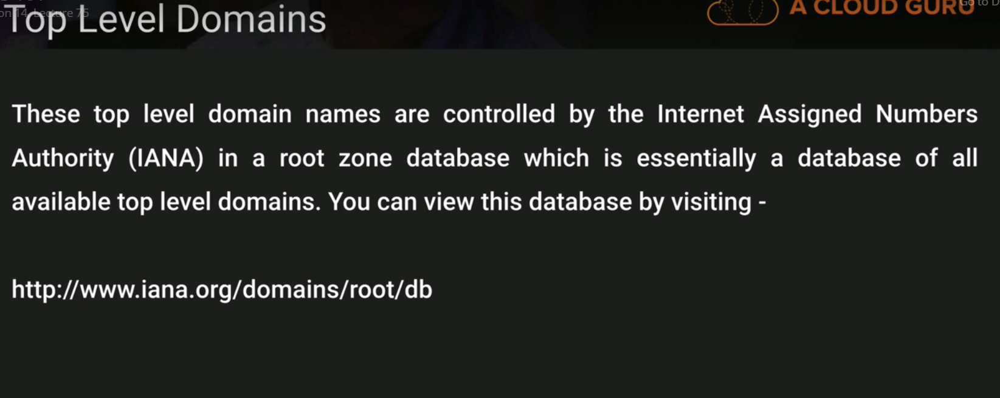 on 14, Lecture 75
Go to D
Top Level Domains
A CLOUD GURU
These top level domain names are controlled by the Internet Assigned Numbers
Authority (IANA) in a root zone database which is essentially a database of all
available top level domains. You can view this database by visiting -
http://www.iana.org/domains/root/db